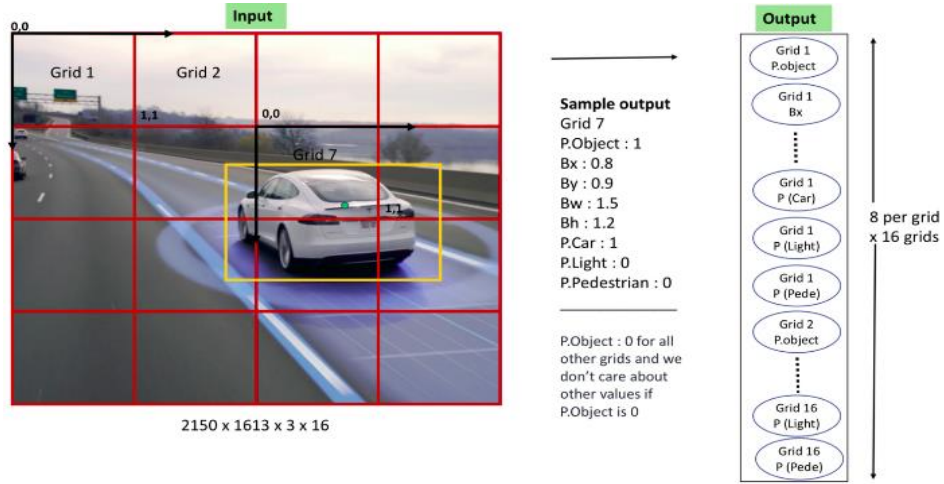 Input
0,0
Grid 1
Grid 2
1,1
0,0
Grid 7
1,1
2150 x 1613 x 3 x 16
Sample output
Grid 7
P.Object : 1
Bx : 0.8
By : 0.9
Bw : 1.5
Bh : 1.2
P.Car : 1
P.Light : 0
P.Pedestrian : 0
P.Object : 0 for all
other grids and we
don't care about
other values if
P.Object is 0
Output
Grid 1
P.object
Grid 1
Bx
Grid 1
P (Car)
Grid 1
P (Light)
Grid 1
P (Pede)
Grid 2
P.object
Grid 16
P (Light)
Grid 16
P (Pede)
8 per grid
x 16 grids